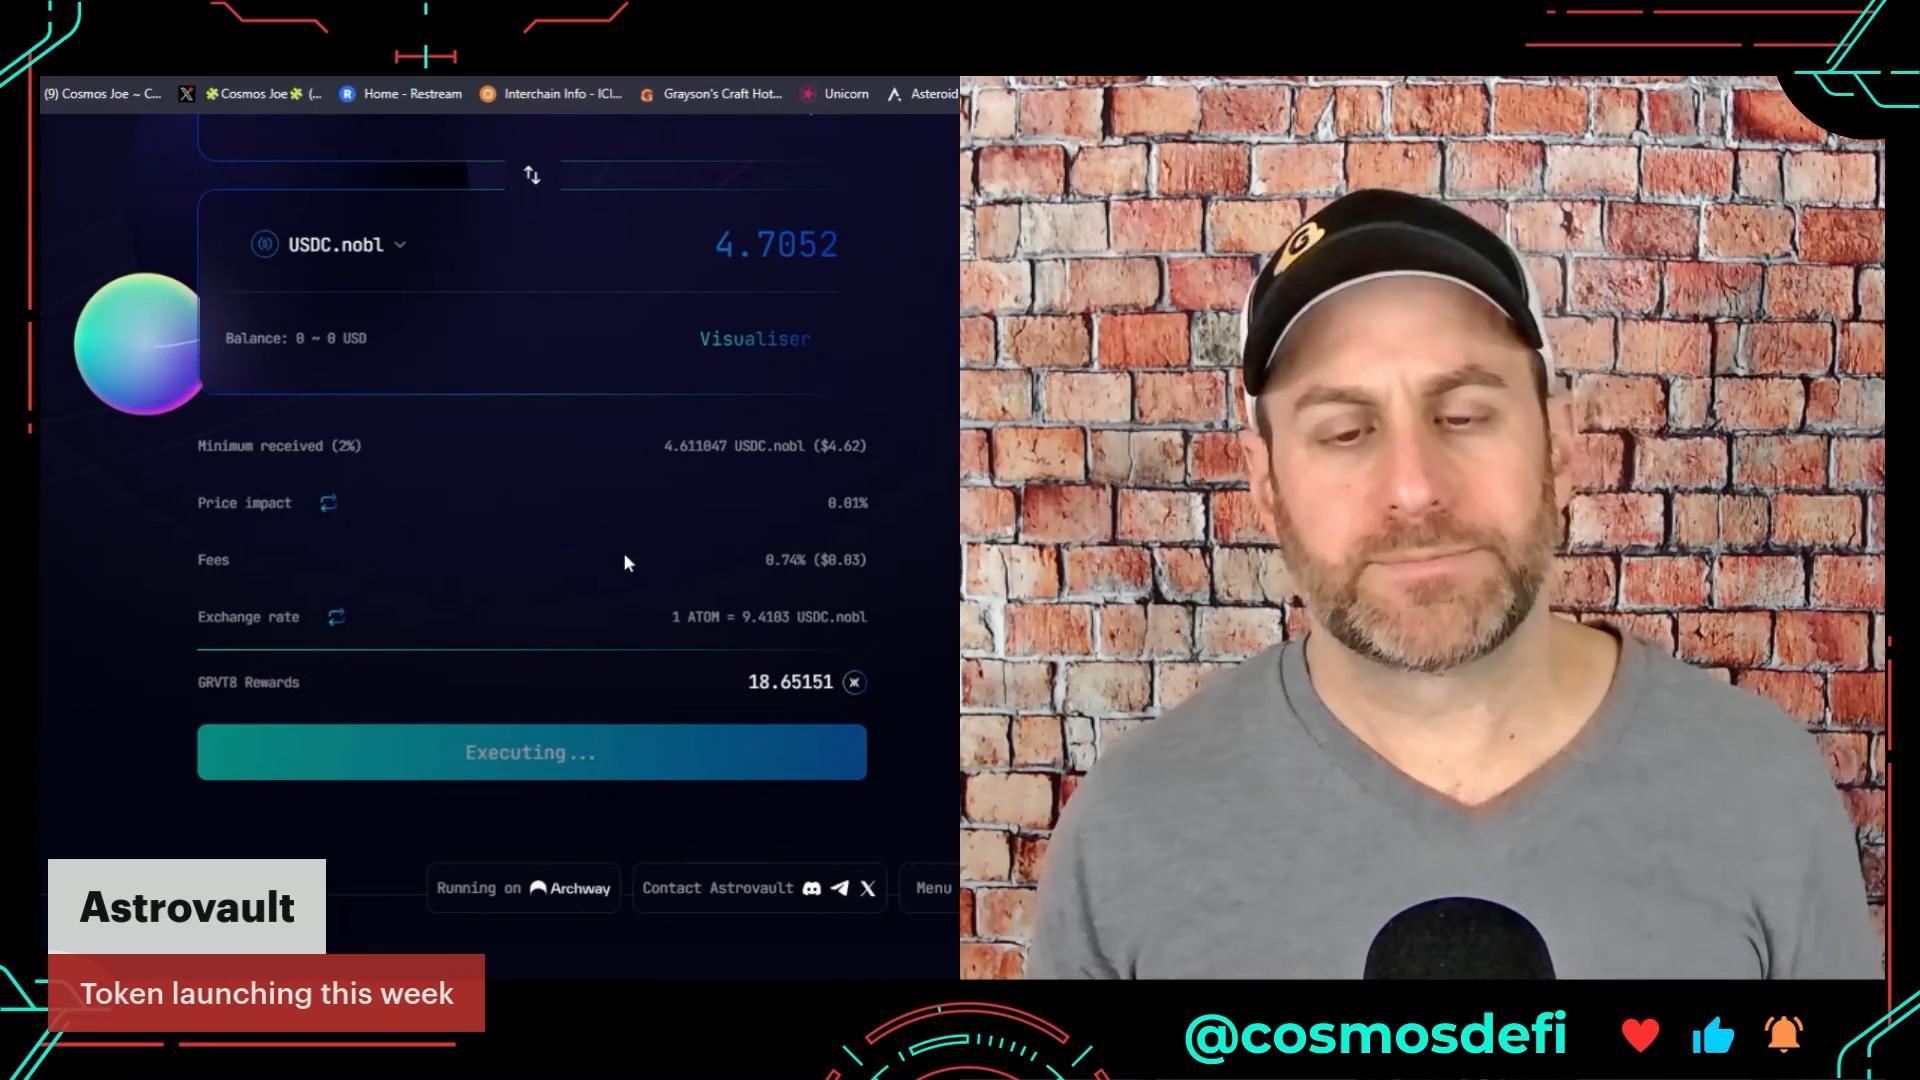 (9) Cosmos Joe ~ C... Cosmos Joe (... R Home - Restream Interchain Info - ICI... Grayson's Craft Hot... Unicorn Asteroid
USDC.nobl 4.7052
Balance: 0 ~ 0 USD Visualiser
Minimum received (2%) 4.611047 USDC.nobl ($4.62)
Price impact 0.01%
Fees 0.74% ($0.03)
Exchange rate 1 ATOM = 9.4103 USDC.nobl
GRVT8 Rewards 18.65151
Executing...
Running on Archway Contact Astrovault Menu
Astrovault
Token launching this week
@cosmosdefi
G